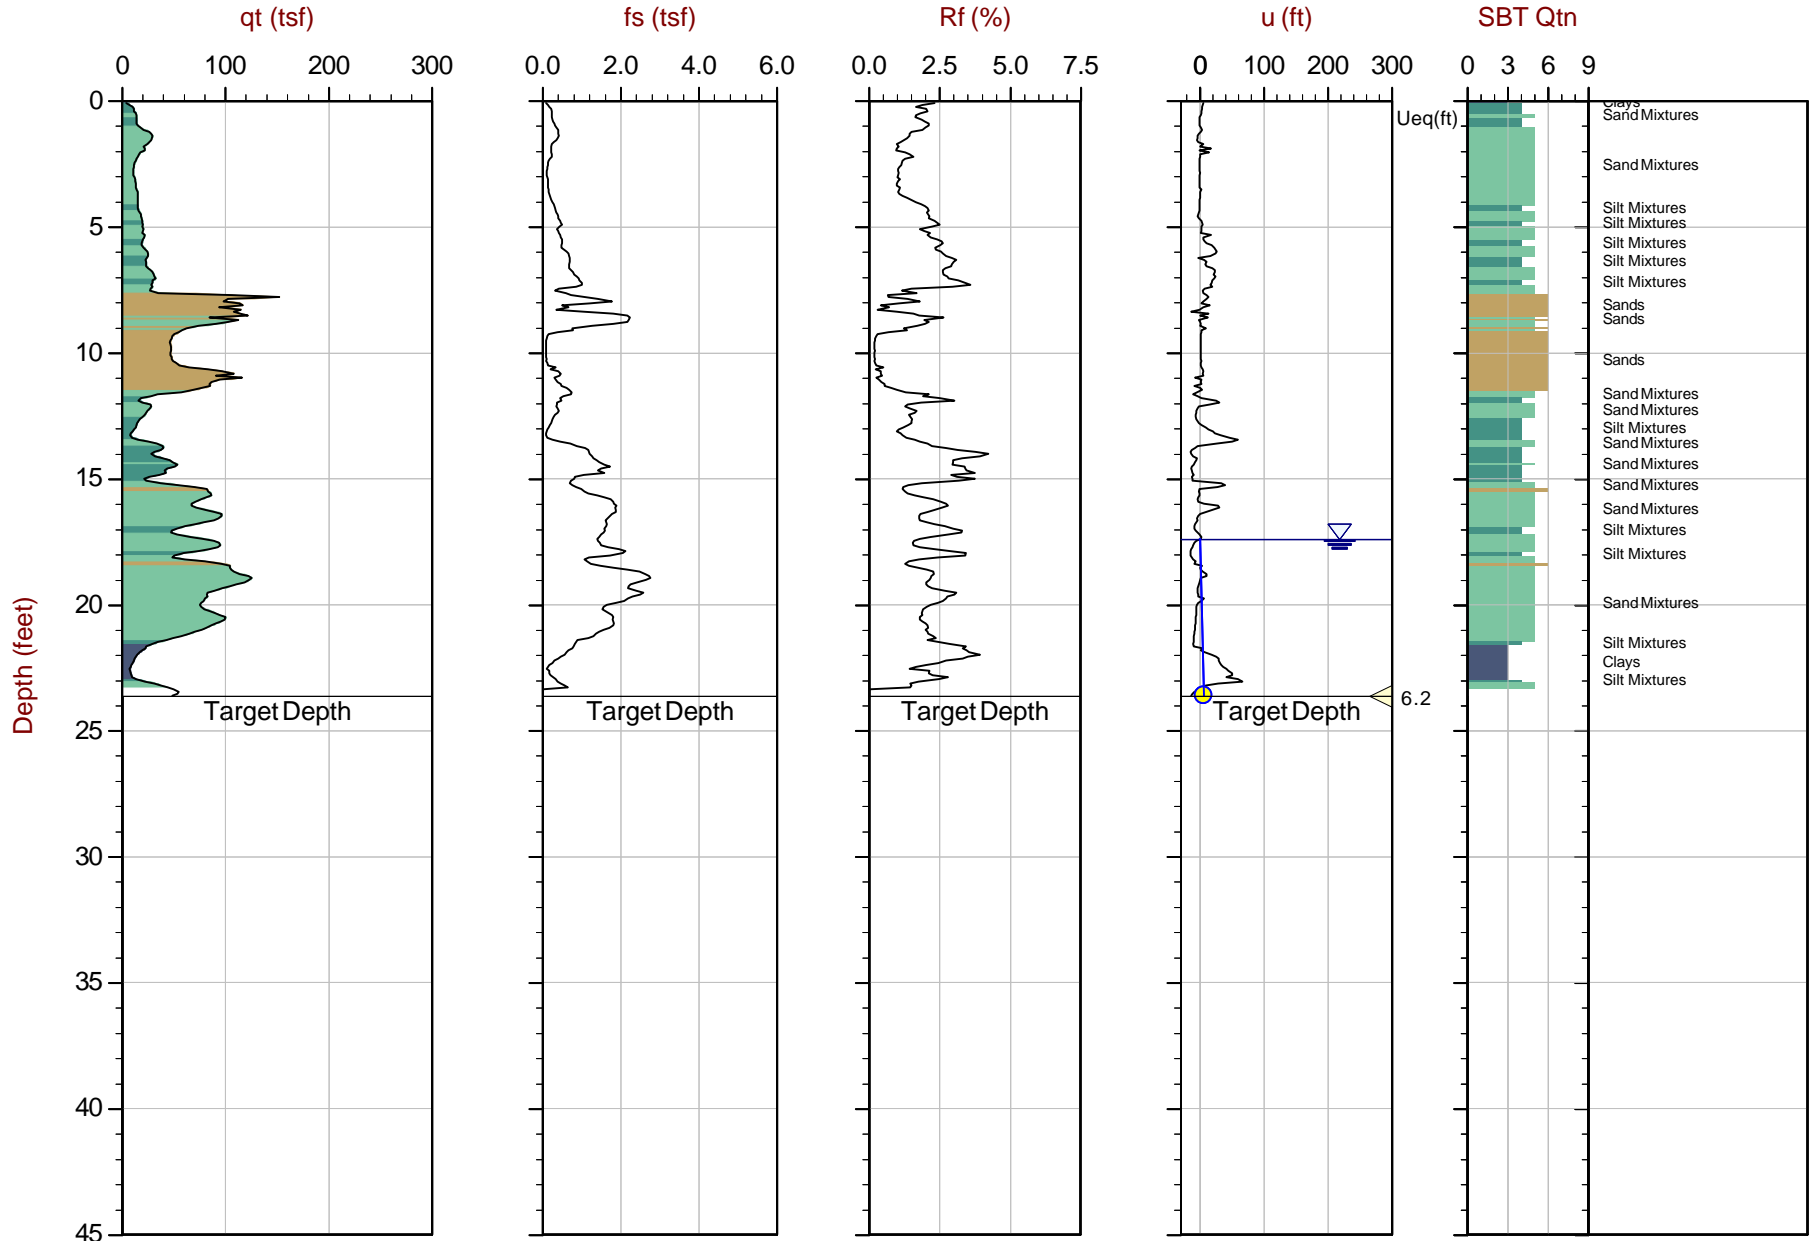 qt (tsf) fs (tsf) Rf (%) u (ft) SBT Qtn
0 100 200 300 0.0 2.0 4.0 6.0 0.0 2.5 5.0 7.5 0 100 200 300 0 3 6 9
0
5
10
15
20
25
30
35
40
45
Depth (feet)
Target Depth
Target Depth
Target Depth
Target Depth
Ueq(ft)
6.2
Clays
Sand Mixtures
Sand Mixtures
Silt Mixtures
Silt Mixtures
Silt Mixtures
Silt Mixtures
Silt Mixtures
Sands
Sands
Sands
Sand Mixtures
Sand Mixtures
Silt Mixtures
Sand Mixtures
Sand Mixtures
Sand Mixtures
Sand Mixtures
Silt Mixtures
Silt Mixtures
Sand Mixtures
Silt Mixtures
Clays
Silt Mixtures